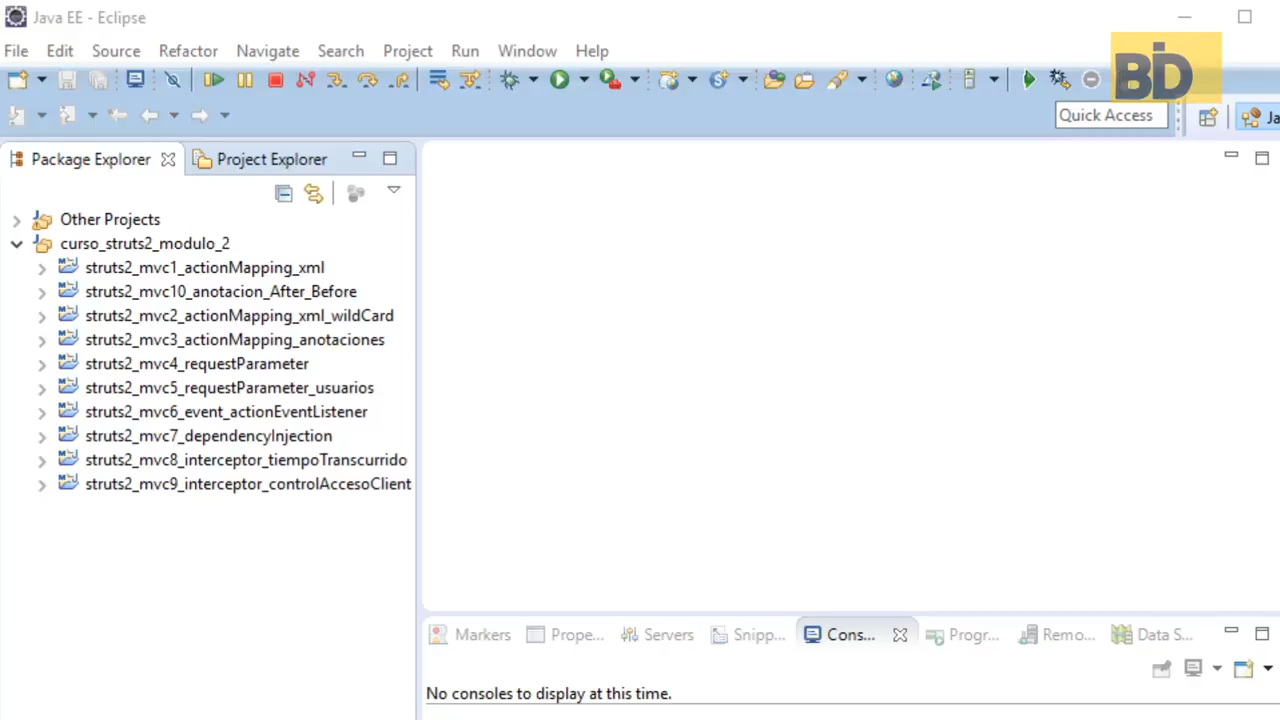 Java EE - Eclipse
File Edit Source Refactor Navigate Search Project Run Window Help
BID
Quick Access
Ja
Package Explorer Project Explorer
Other Projects
curso_struts2_modulo_2
struts2_mvc1_actionMapping_xml
struts2_mvc10_anotacion_After_Before
struts2_mvc2_actionMapping_xml_wildCard
struts2_mvc3_actionMapping_anotaciones
struts2_mvc4_requestParameter
struts2_mvc5_requestParameter_usuarios
struts2_mvc6_event_actionEventListener
struts2_mvc7_dependencyInjection
struts2_mvc8_interceptor_tiempoTranscurrido
struts2_mvc9_interceptor_controlAccesoClient
Markers Prope... Servers Snipp... Cons... Progr... Remo... Data S...
No consoles to display at this time.